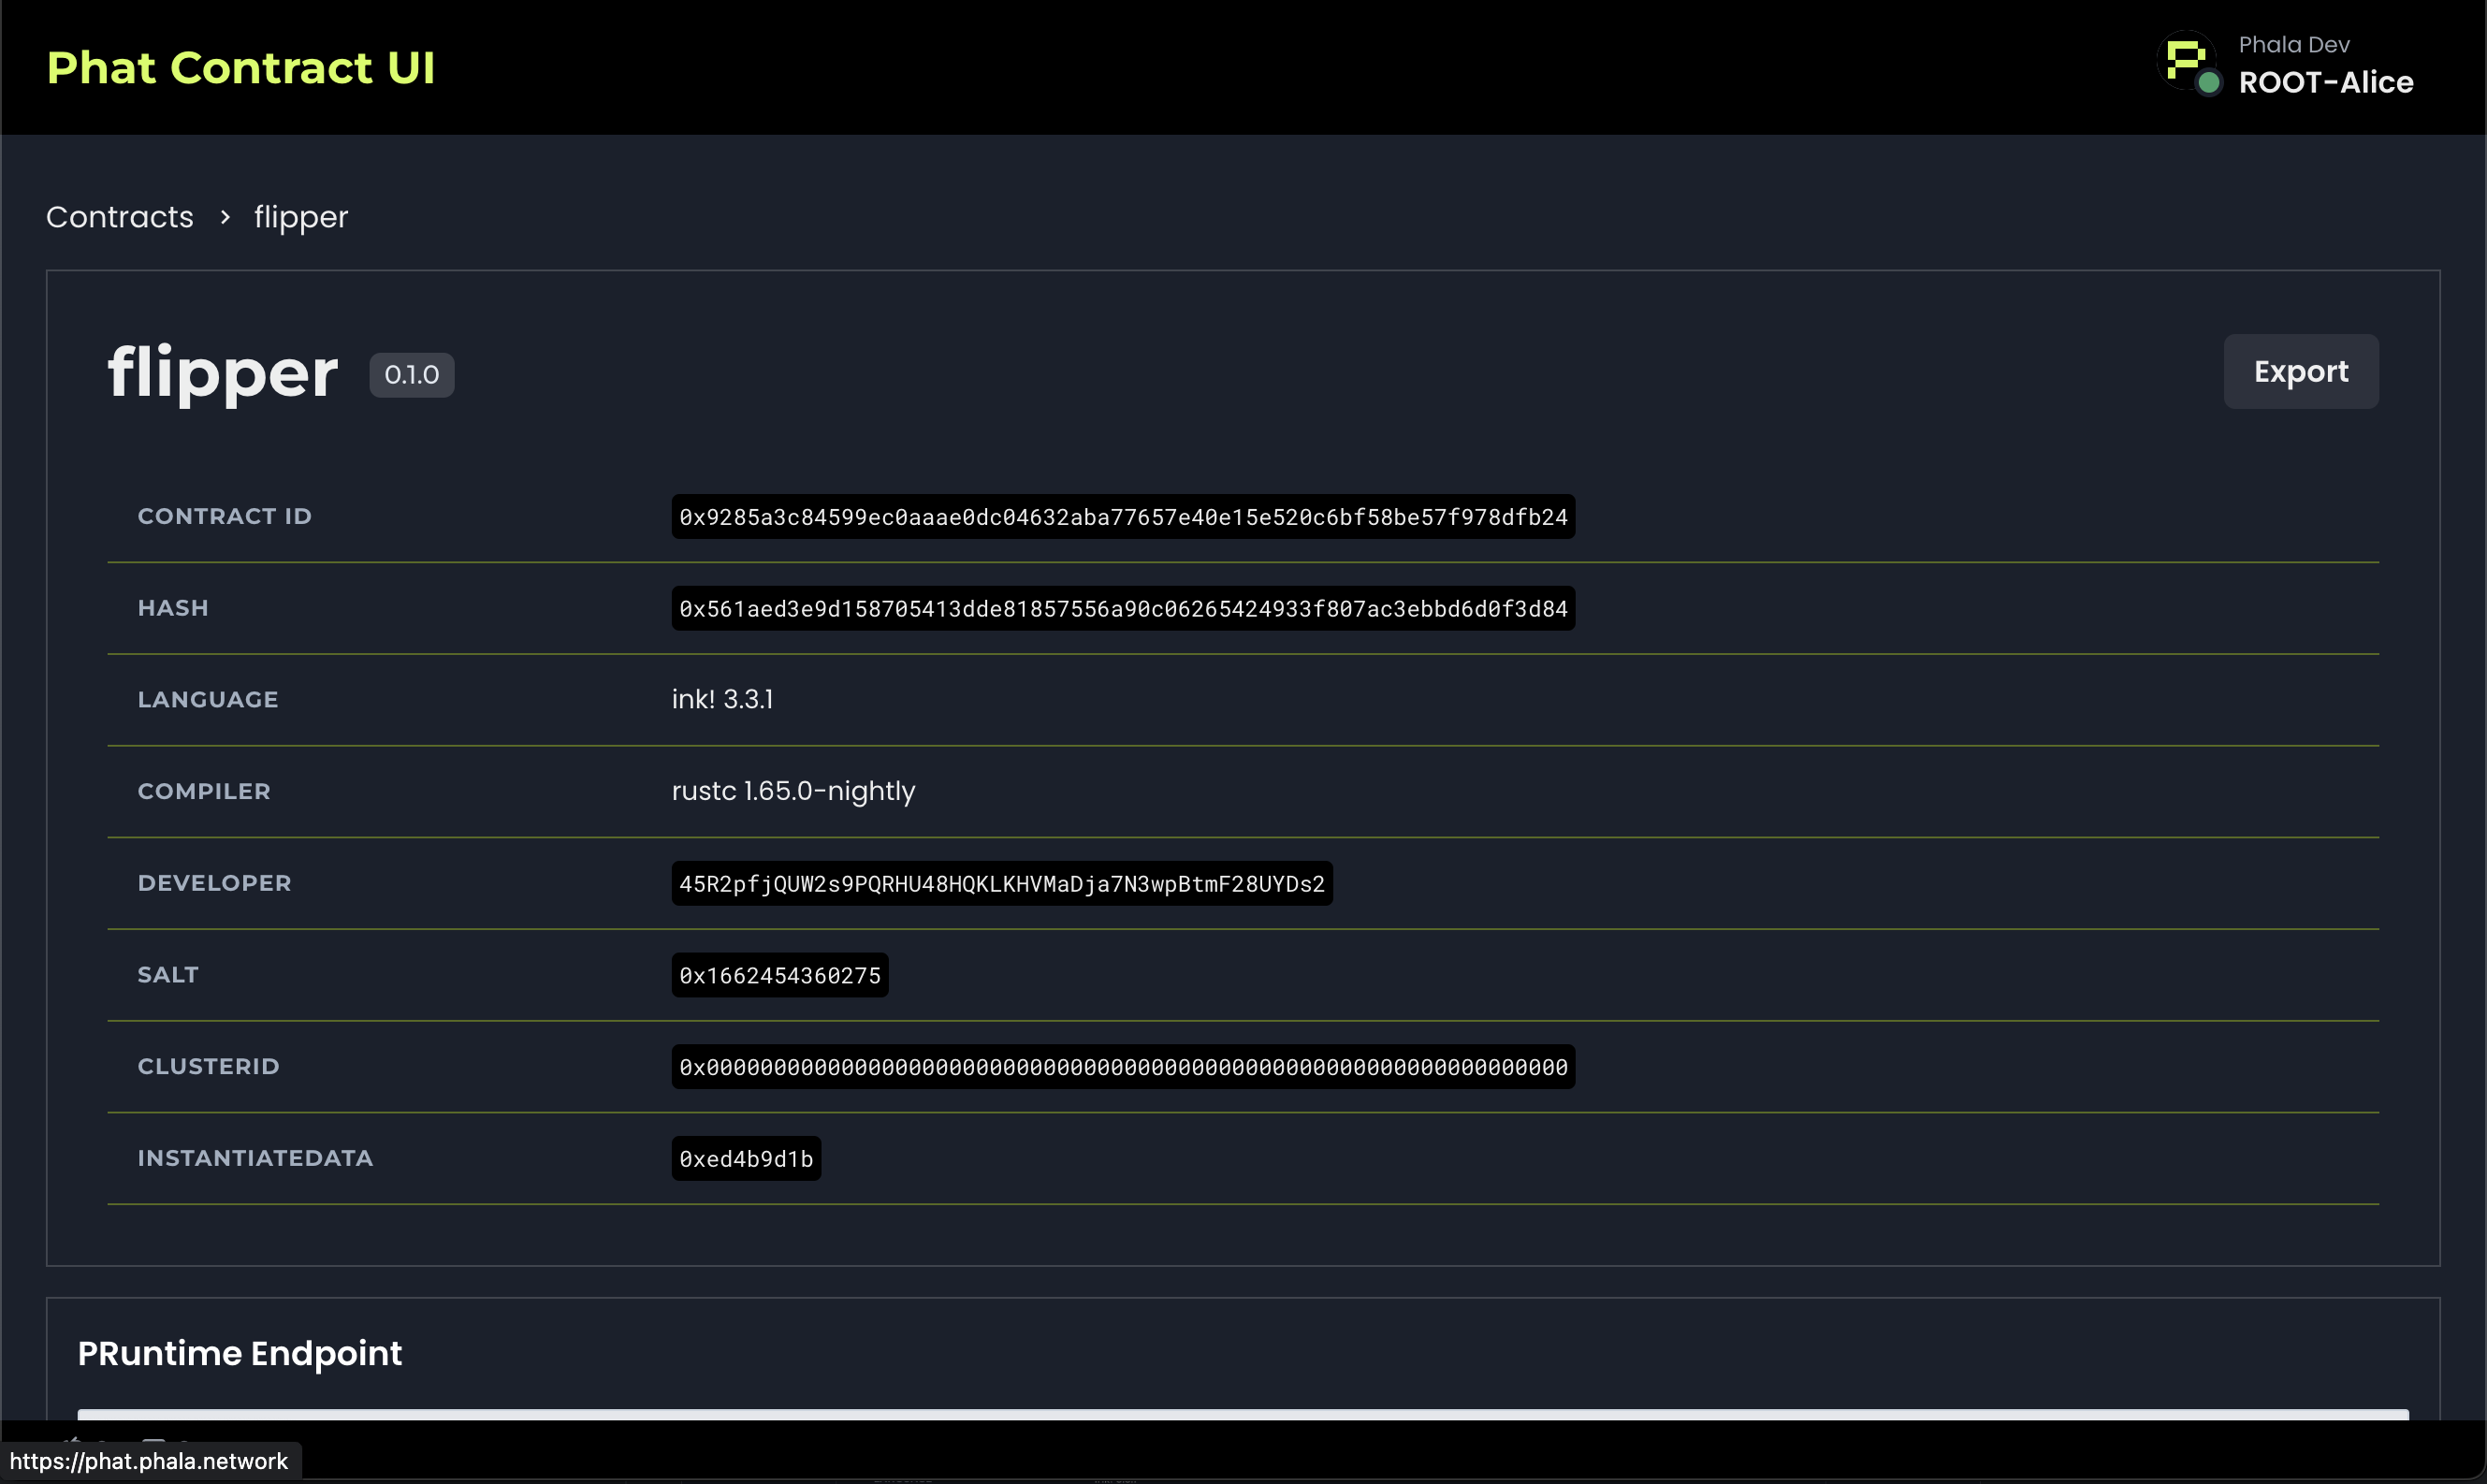 Phat Contract UI
Phala Dev
ROOT-Alice
Contracts > flipper
flipper 0.1.0
Export
CONTRACT ID 0x9285a3c84599ec0aaae0dc04632aba77657e40e15e520c6bf58be57f978dfb24
HASH 0x561aed3e9d158705413dde81857556a90c06265424933f807ac3ebbd6d0f3d84
LANGUAGE ink! 3.3.1
COMPILER rustc 1.65.0-nightly
DEVELOPER 45R2pfjQUW2s9PQRHU48HQKLKHVMaDja7N3wpBtmF28UYDs2
SALT 0x1662454360275
CLUSTERID 0x0000000000000000000000000000000000000000000000000000000000000000
INSTANTIATEDATA 0xed4b9d1b
PRuntime Endpoint
https://phat.phala.network